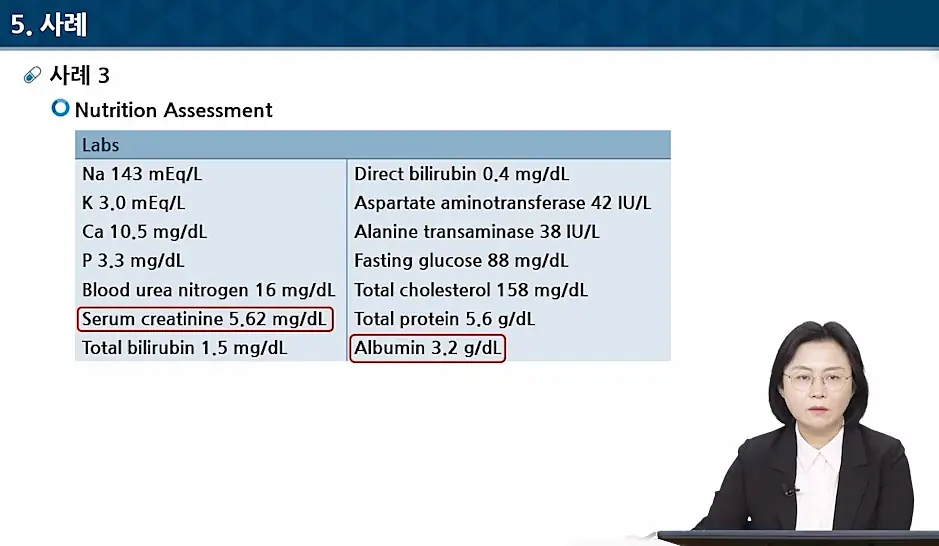 5. 사례
사례 3
Nutrition Assessment
Labs
Na 143 mEq/L
K 3.0 mEq/L
Ca 10.5 mg/dL
P 3.3 mg/dL
Blood urea nitrogen 16 mg/dL
Serum creatinine 5.62 mg/dL
Total bilirubin 1.5 mg/dL
Direct bilirubin 0.4 mg/dL
Aspartate aminotransferase 42 IU/L
Alanine transaminase 38 IU/L
Fasting glucose 88 mg/dL
Total cholesterol 158 mg/dL
Total protein 5.6 g/dL
Albumin 3.2 g/dL